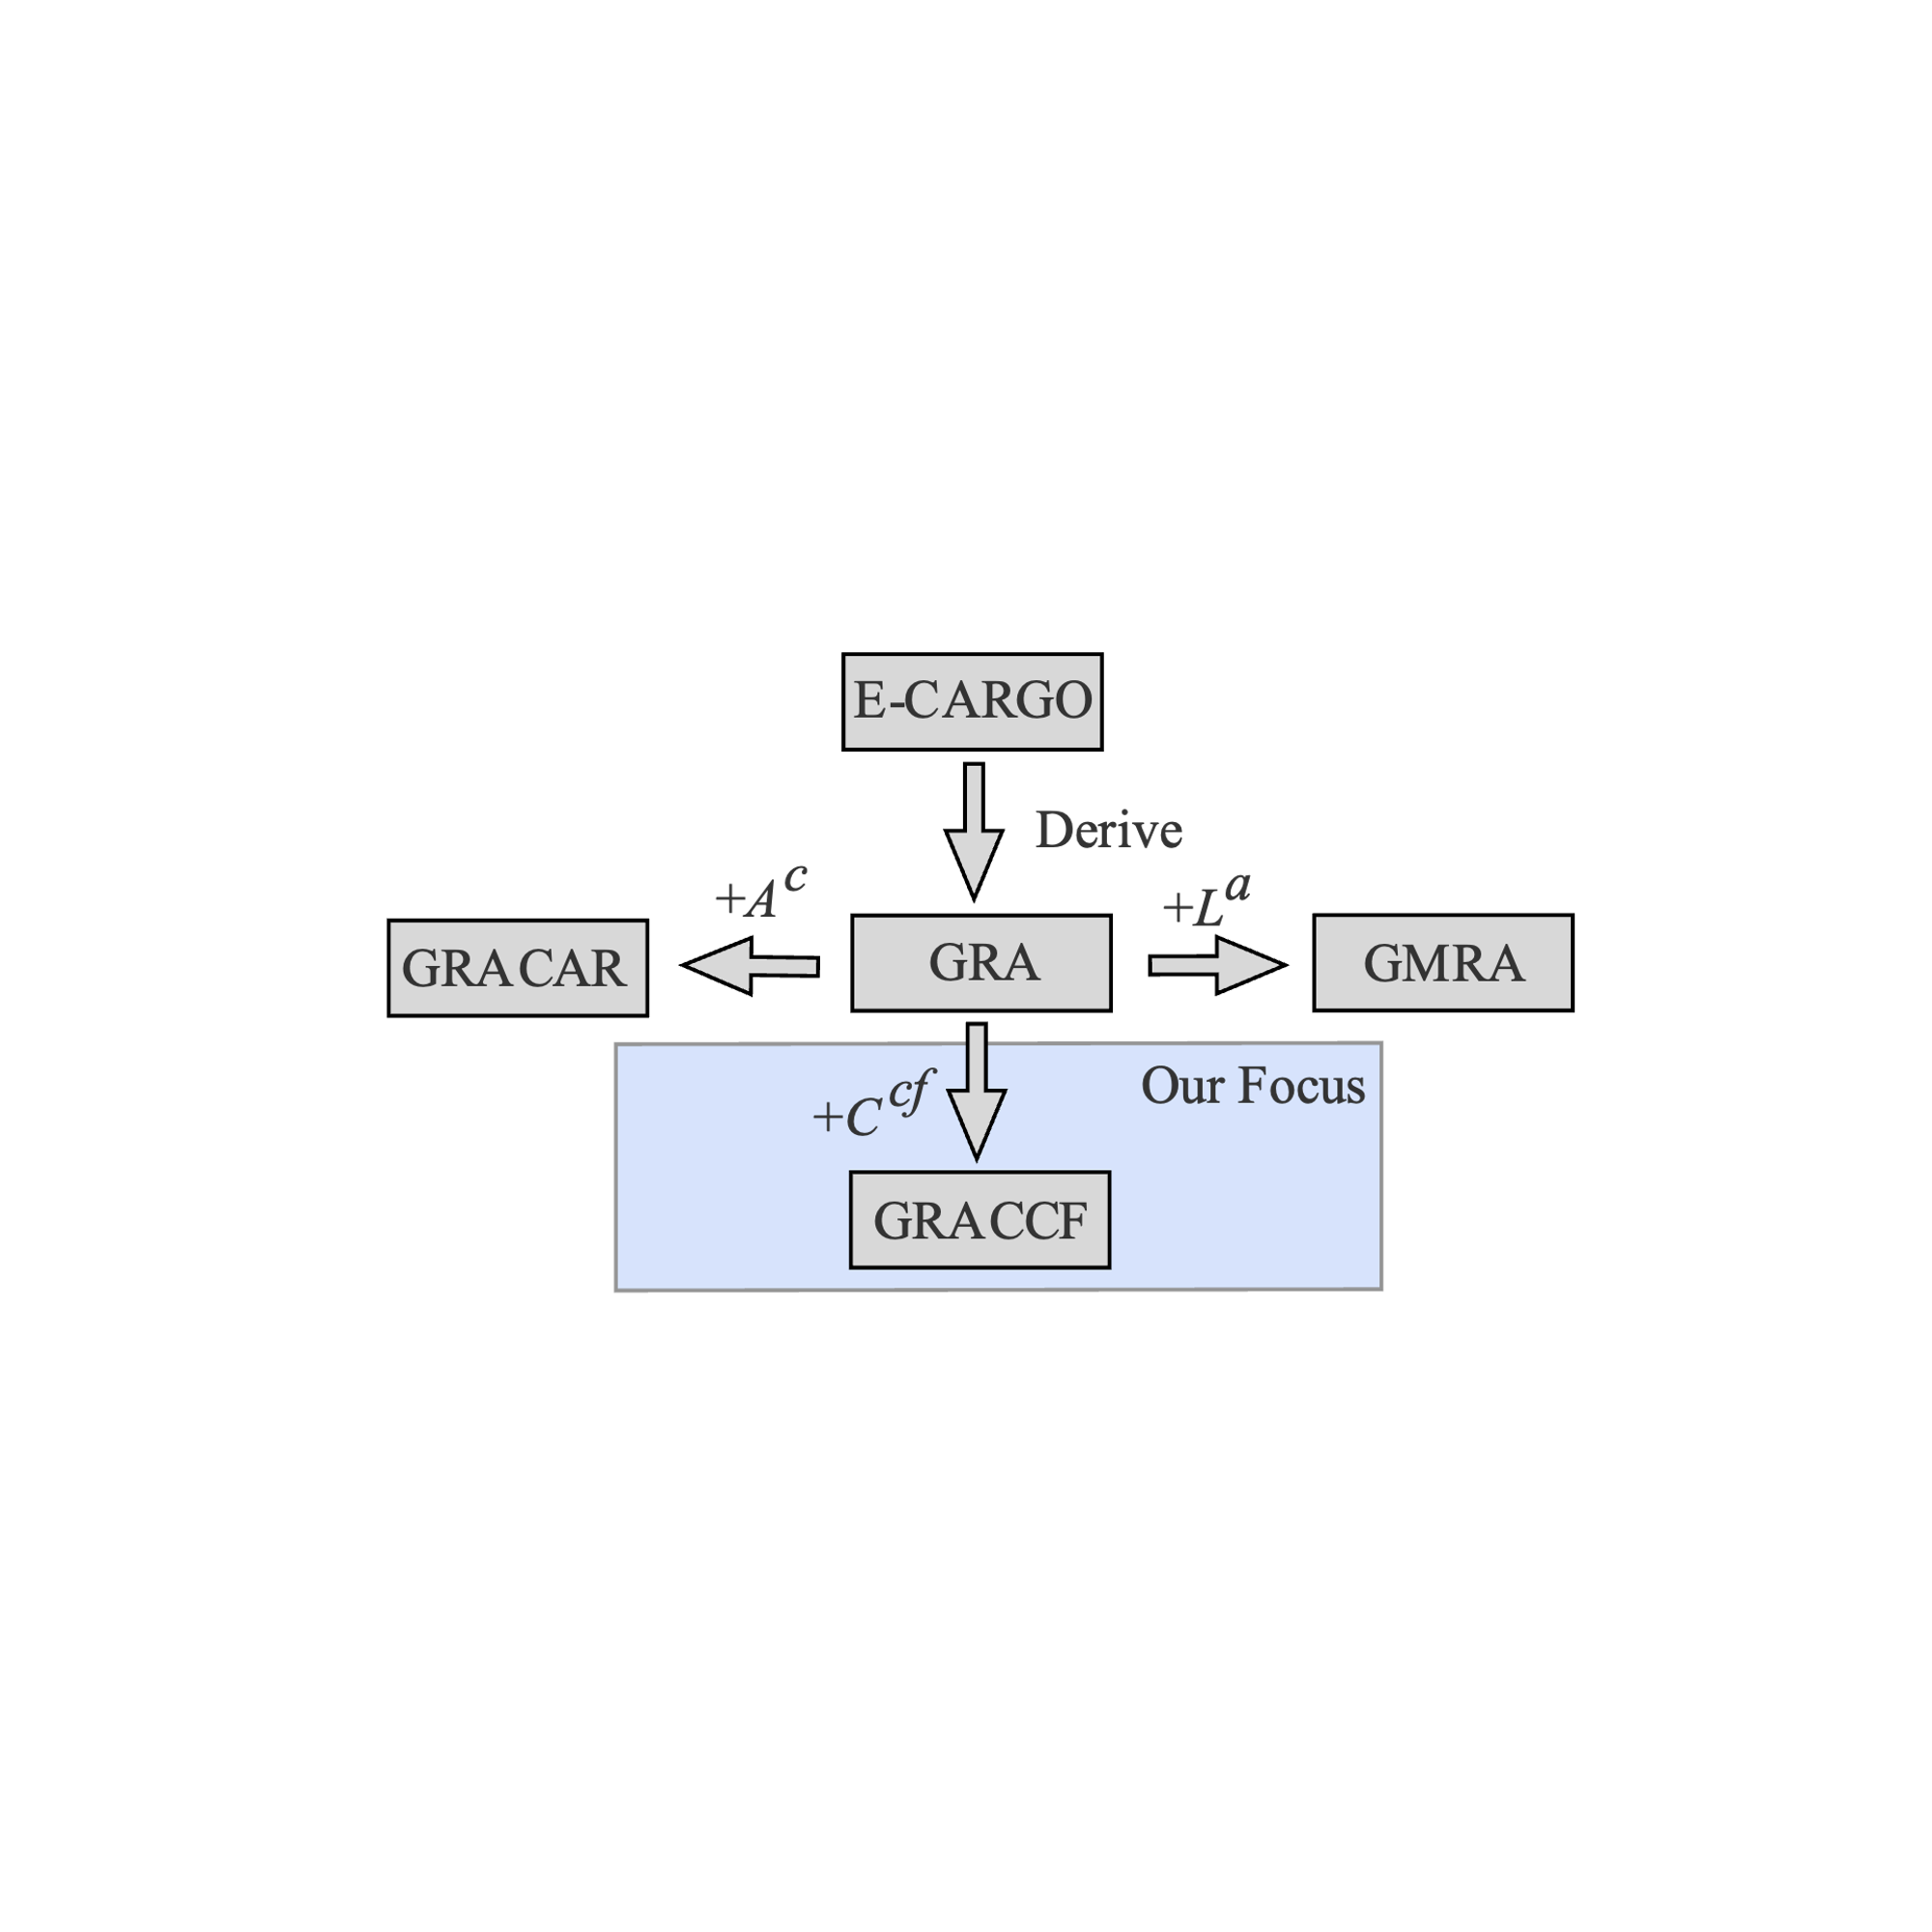 E-CARGO
Derive
+A^c
+L^a
GRACAR
GRA
GMRA
Our Focus
+C^cf
GRACCF